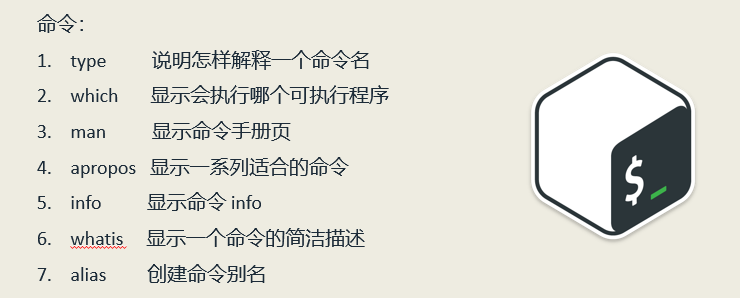 命令：
1. type 说明怎样解释一个命令名
2. which 显示会执行哪个可执行程序
3. man 显示命令手册页
4. apropos 显示一系列适合的命令
5. info 显示命令 info
6. whatis 显示一个命令的简洁描述
7. alias 创建命令别名
$_